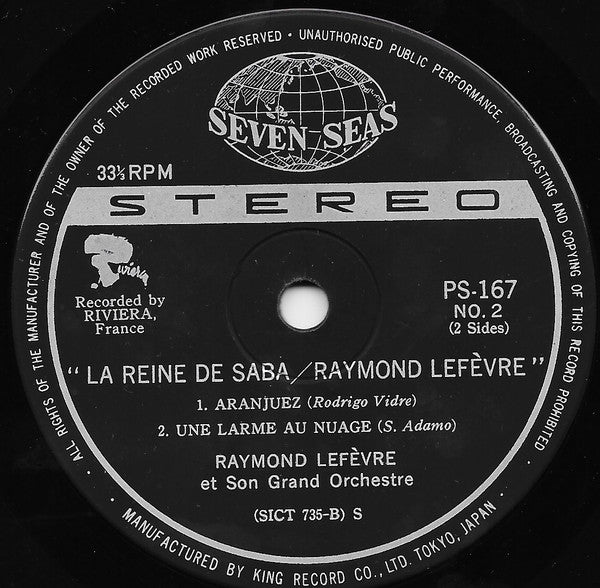 ALL RIGHTS OF THE MANUFACTURER AND OF THE OWNER OF THE RECORDED WORK RESERVED • UNAUTHORISED PUBLIC PERFORMANCE, BROADCASTING AND COPYING OF THIS RECORD PROHIBITED
SEVEN SEAS
33⅓RPM
STEREO
Riviera
Recorded by
RIVIERA,
France
PS-167
NO. 2
(2 Sides)
"LA REINE DE SABA/RAYMOND LEFÈVRE"
1. ARANJUEZ (Rodrigo Vidre)
2. UNE LARME AU NUAGE (S. Adamo)
RAYMOND LEFÈVRE
et Son Grand Orchestre
(SICT 735-B) S
• MANUFACTURED BY KING RECORD CO., LTD. TOKYO, JAPAN •